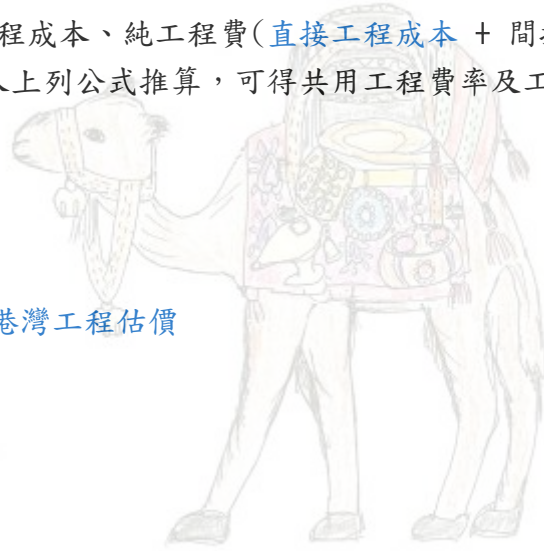 程成本、純工程費(直接工程成本 + 間
上列公式推算，可得共用工程費率及工
港灣工程估價